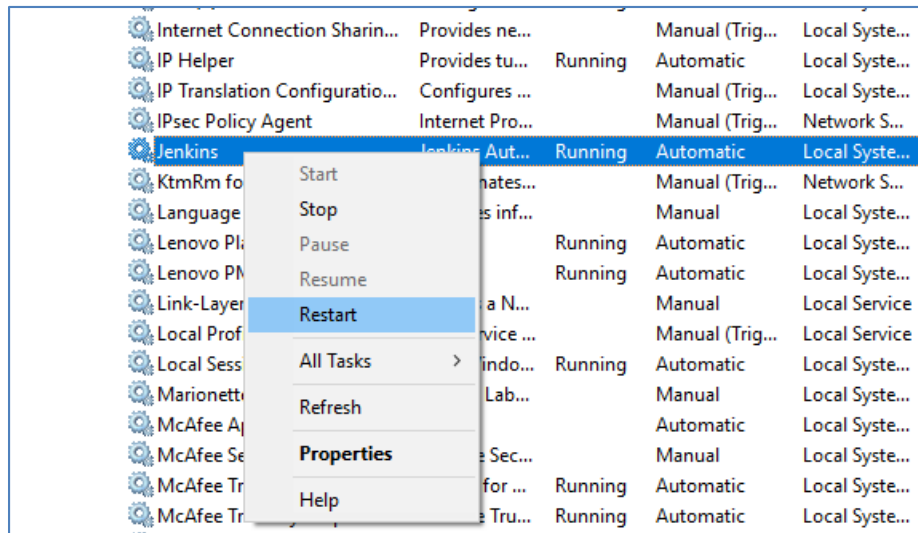 Internet Connection Sharin... Provides ne... Manual (Trig... Local Syste...
IP Helper Provides tu... Running Automatic Local Syste...
IP Translation Configuratio... Configures ... Manual (Trig... Local Syste...
IPsec Policy Agent Internet Pro... Manual (Trig... Network S...
Jenkins Jenkins Aut... Running Automatic Local Syste...
KtmRm fo nates... Manual (Trig... Network S...
Start
Language es inf... Manual Local Syste...
Stop
Lenovo Pla Running Automatic Local Syste...
Pause
Lenovo PM Running Automatic Local Syste...
Resume
Link-Layer a N... Manual Local Service
Restart
Local Prof rvice ... Manual (Trig... Local Service
Local Sess indo... Running Automatic Local Syste...
All Tasks >
Marionett Lab... Manual Local Syste...
Refresh
McAfee Ap Automatic Local Syste...
McAfee Se e Sec... Manual Local Syste...
Properties
McAfee Tr for ... Running Automatic Local Syste...
Help
McAfee Tr e Tru... Running Automatic Local Syste...